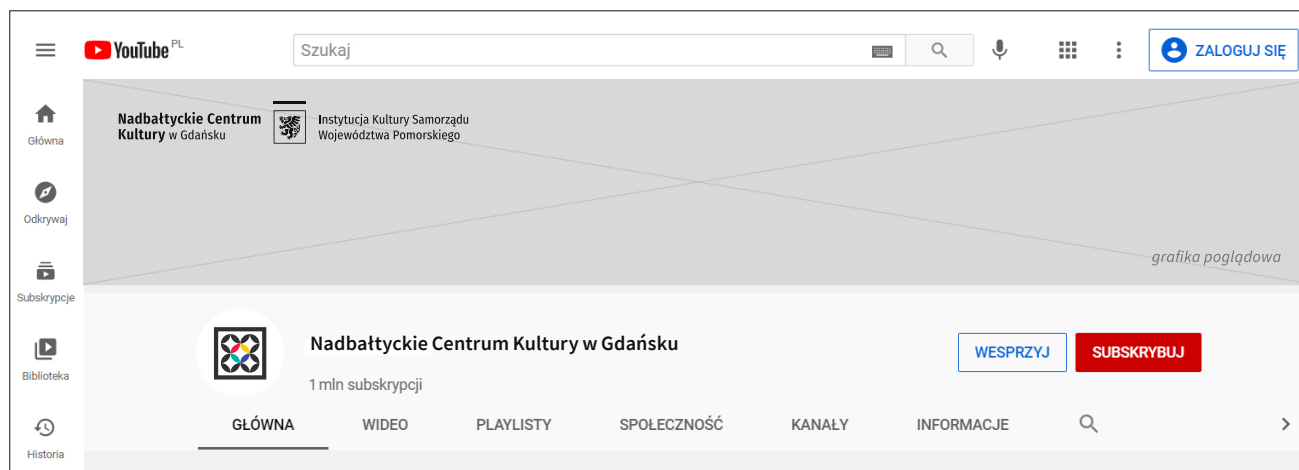 YouTube PL
Szukaj
ZALOGUJ SIĘ
Główna
Odkrywaj
Subskrypcje
Biblioteka
Historia
Nadbałtyckie Centrum
Kultury w Gdańsku
Instytucja Kultury Samorządu
Województwa Pomorskiego
grafika poglądowa
Nadbałtyckie Centrum Kultury w Gdańsku
1 mln subskrypcji
WESPRZYJ
SUBSKRYBUJ
GŁÓWNA WIDEO PLAYLISTY SPOŁECZNOŚĆ KANAŁY INFORMACJE